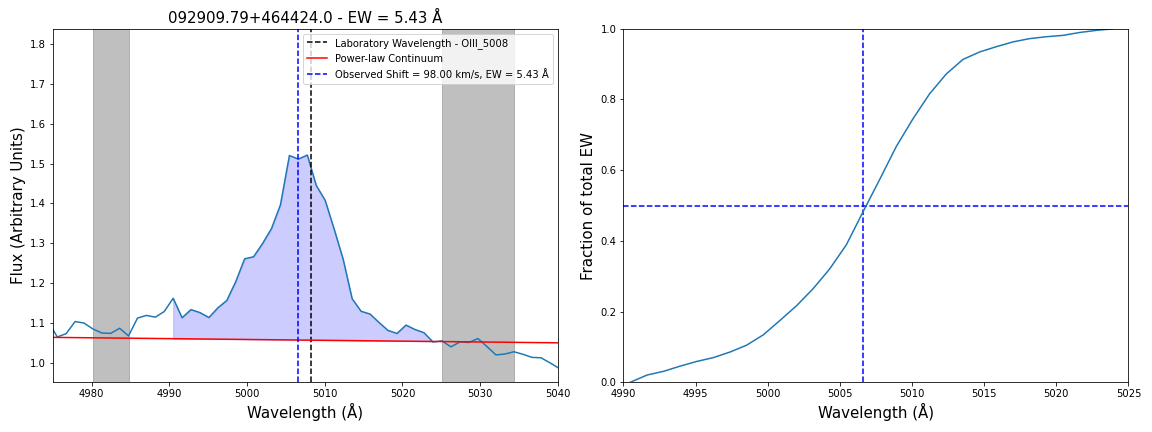 092909.79+464424.0 - EW = 5.43 Å
Laboratory Wavelength - OIII_5008
Power-law Continuum
Observed Shift = 98.00 km/s, EW = 5.43 Å
Flux (Arbitrary Units)
1.8
1.7
1.6
1.5
1.4
1.3
1.2
1.1
1.0
4980 4990 5000 5010 5020 5030 5040
Wavelength (Å)
Fraction of total EW
1.0
0.8
0.6
0.4
0.2
0.0
4990 4995 5000 5005 5010 5015 5020 5025
Wavelength (Å)